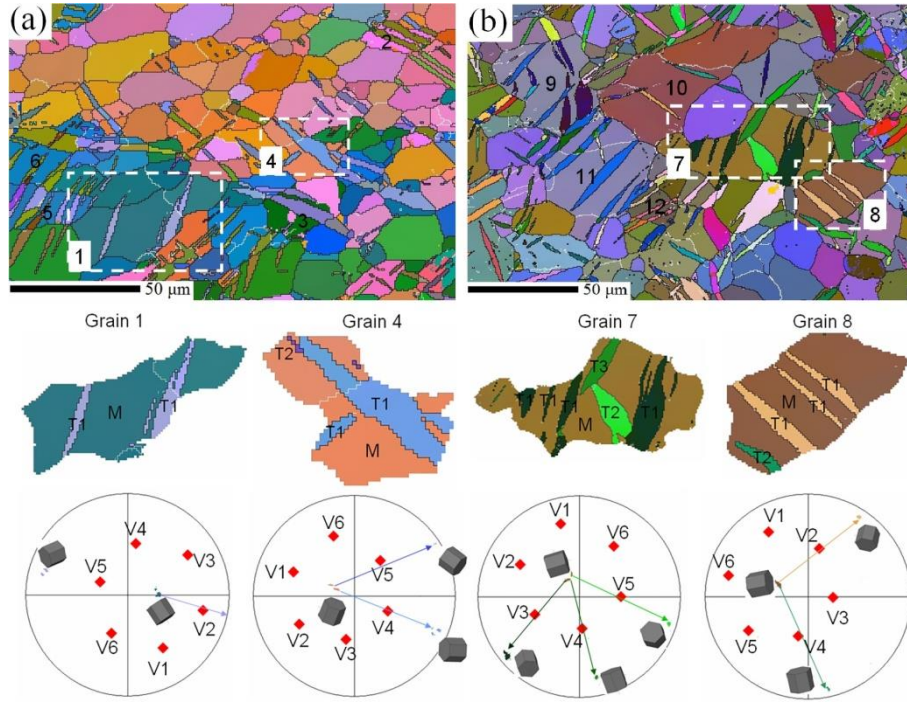 (a)
2
4
6
5
1
3
50 μm
(b)
9
10
7
11
12
8
50 μm
Grain 1
Grain 4
Grain 7
Grain 8
T1
M
T1
T2
T1
T1
M
T3
T1
T1
T1
T2
T1
M
T1
M
T1
T1
T2
V4
V3
V5
V2
V6
V1
V6
V5
V1
V4
V2
V3
V1
V6
V2
V5
V3
V4
V1
V2
V6
V3
V5
V4